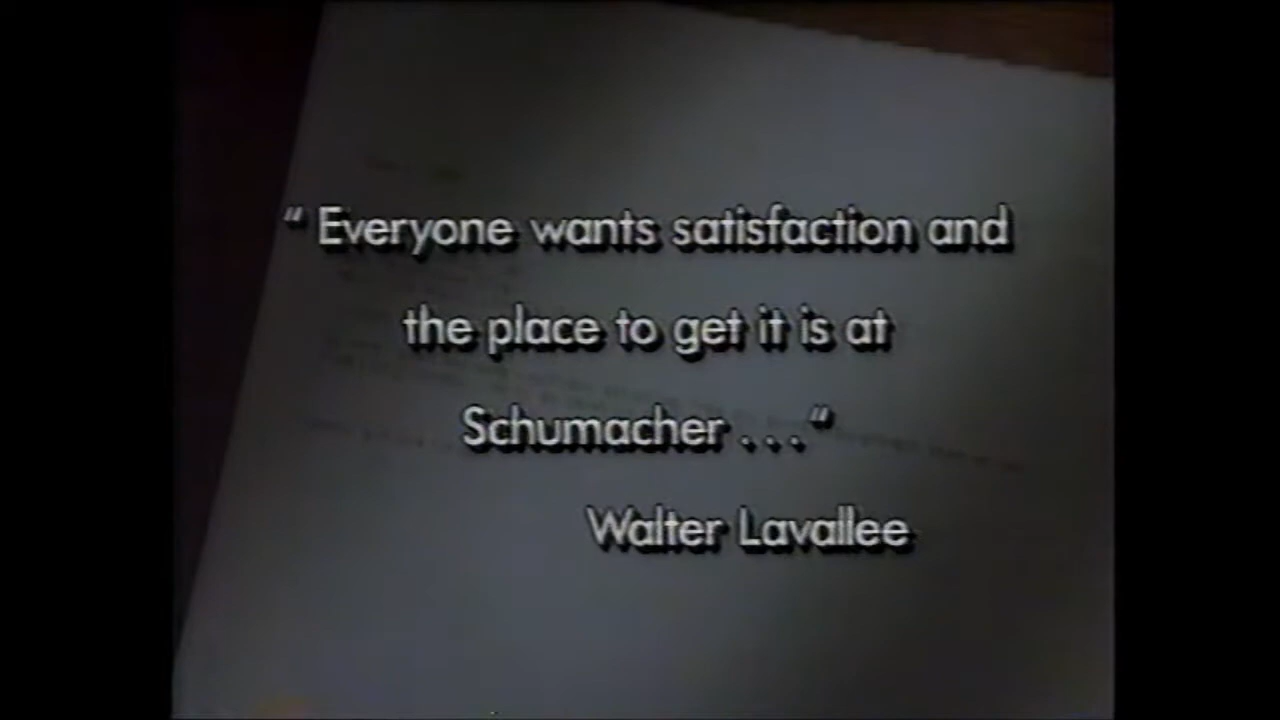 “ Everyone wants satisfaction and
the place to get it is at
Schumacher . . . “
Walter Lavallee